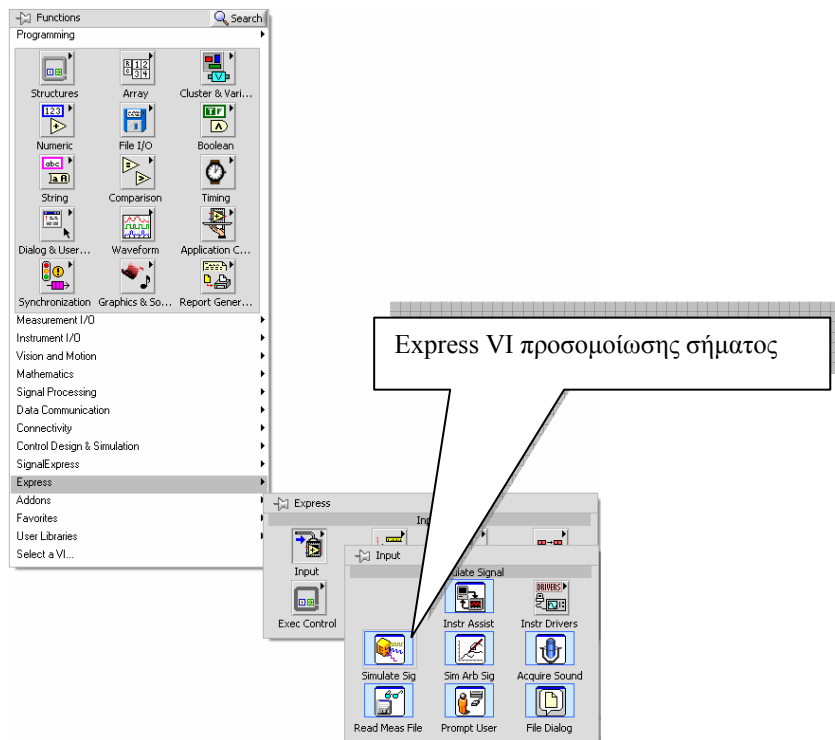 Functions Search
Programming
Structures Array Cluster & Vari...
Numeric File I/O Boolean
String Comparison Timing
Dialog & User... Waveform Application C...
Synchronization Graphics & So... Report Gener...
Measurement I/O
Instrument I/O
Vision and Motion
Mathematics
Signal Processing
Data Communication
Connectivity
Control Design & Simulation
SignalExpress
Express
Addons
Favorites
User Libraries
Select a VI...
Express VI προσομοίωσης σήματος
Express
Input
Exec Control
Input
Signal
Instr Assist Instr Drivers
Simulate Sig Sim Arb Sig Acquire Sound
Read Meas File Prompt User File Dialog